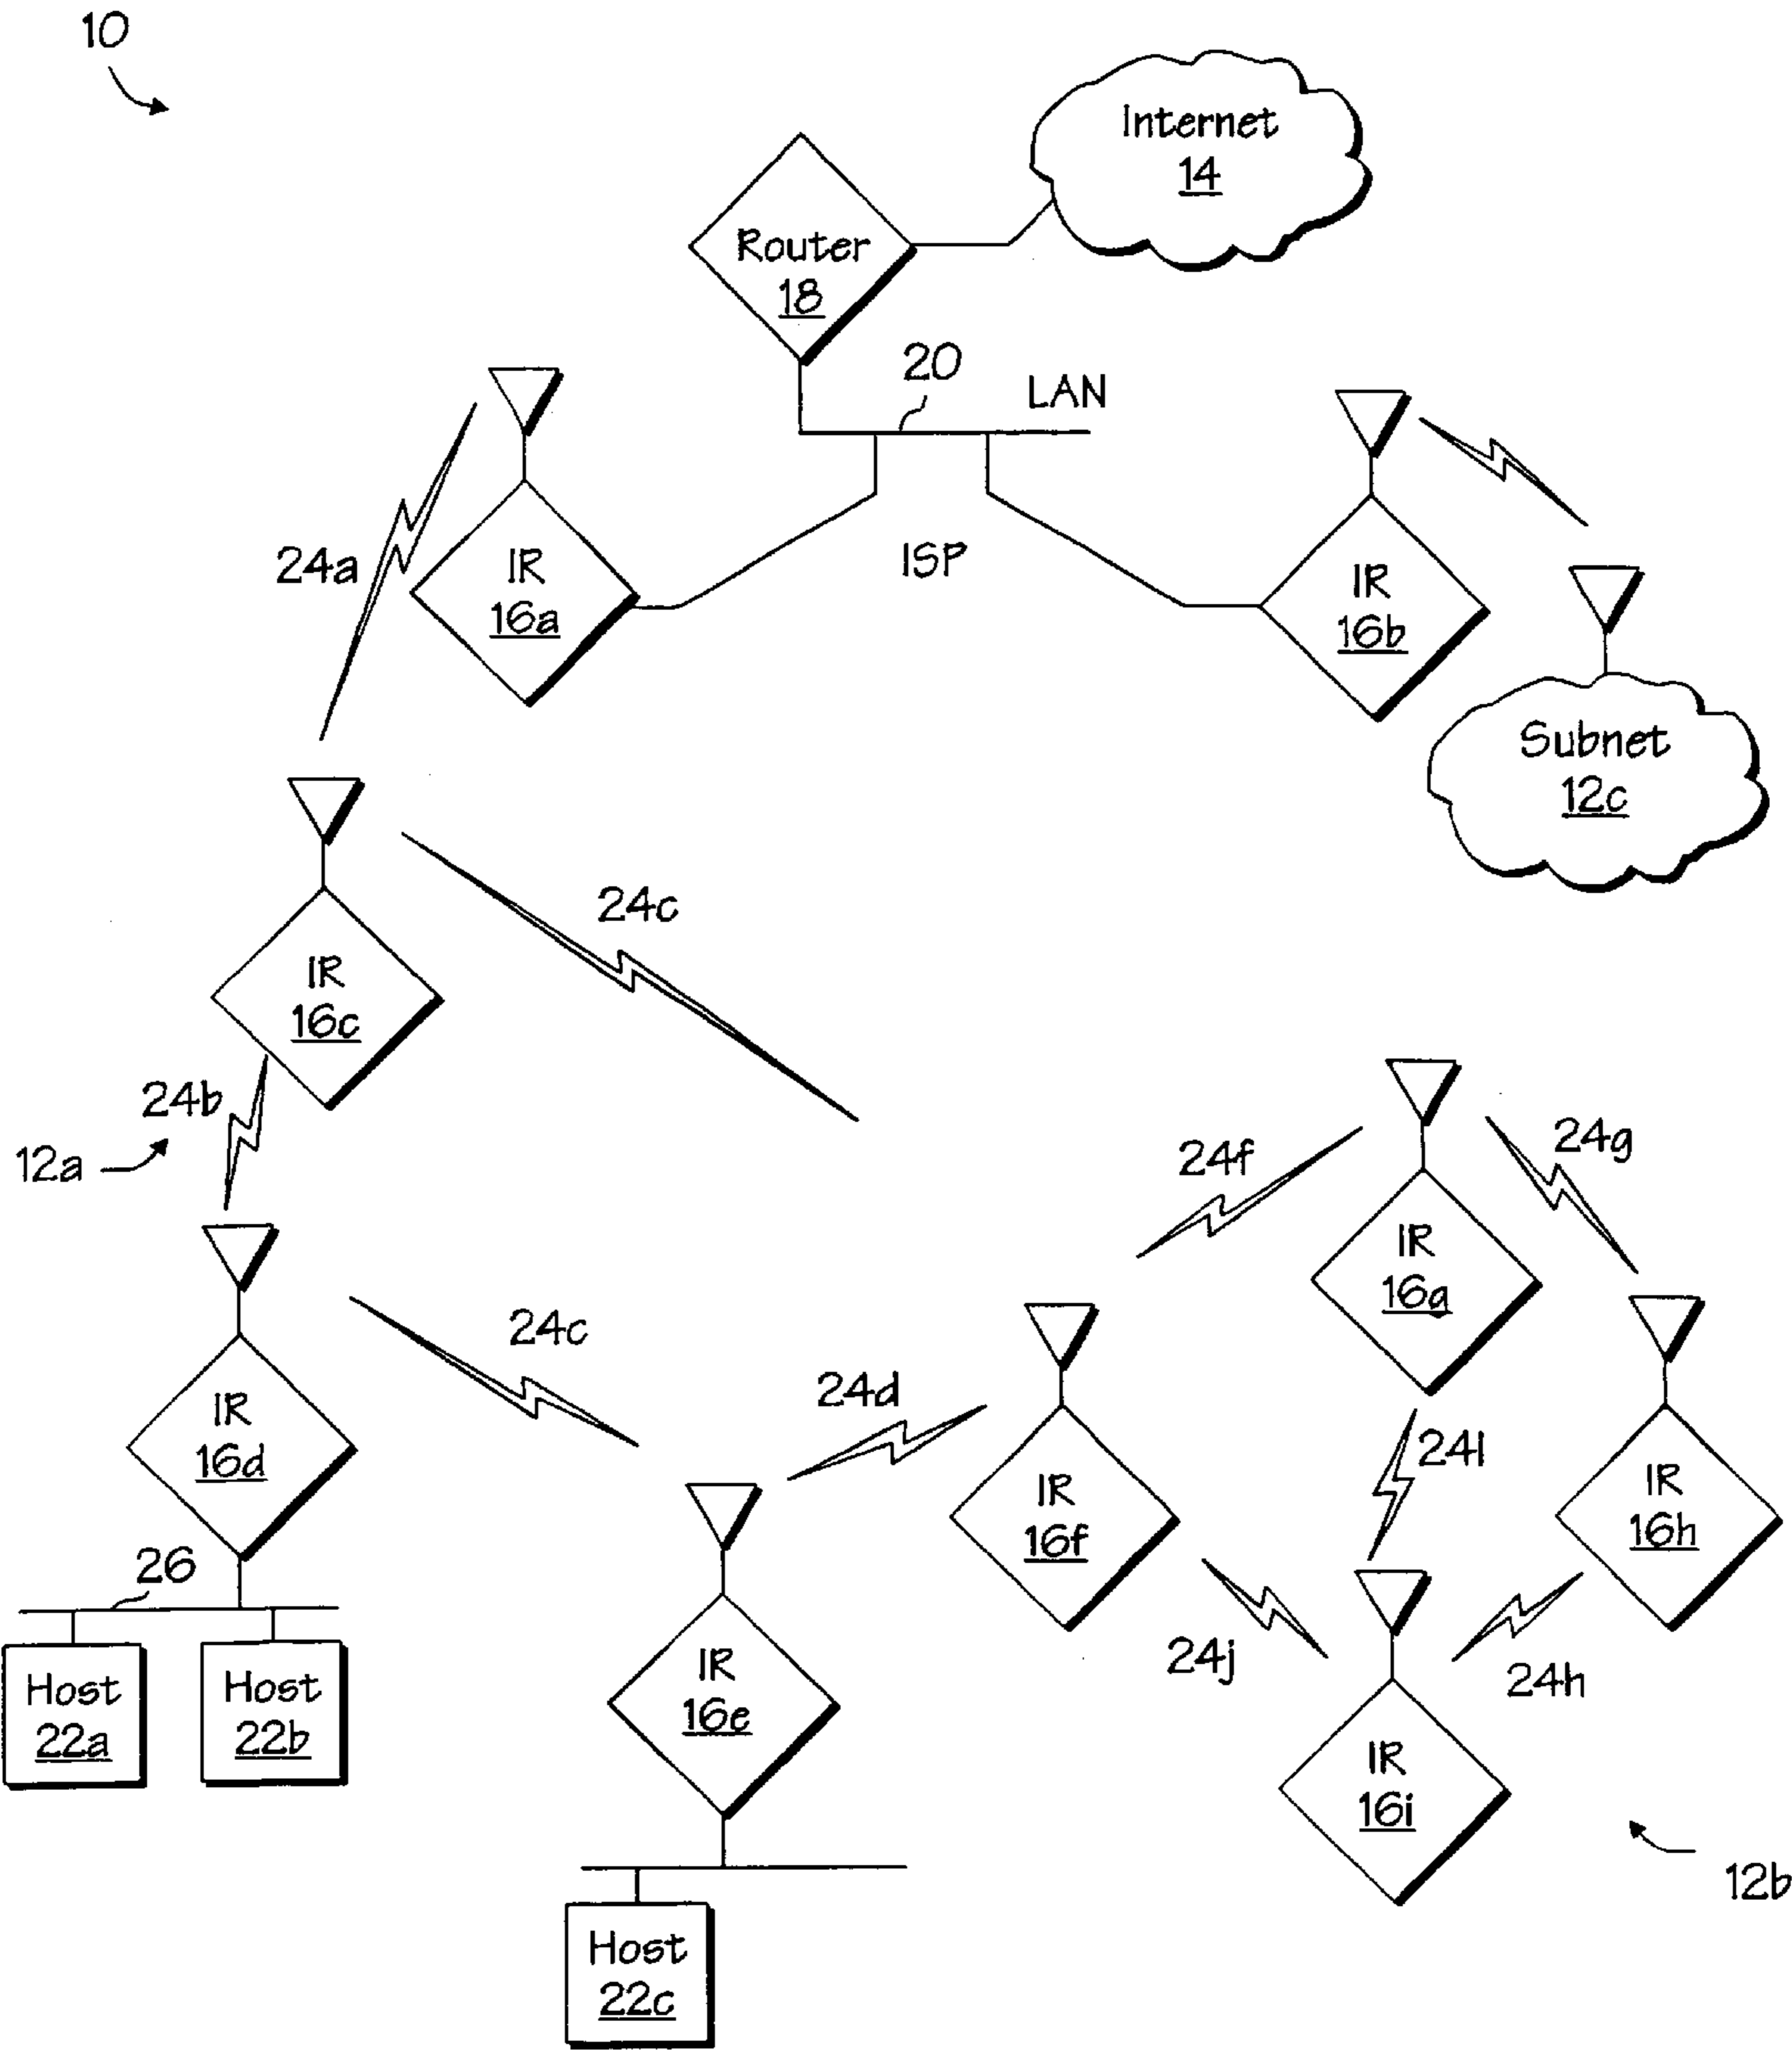 10
Internet
14
Router
18
20
LAN
24a
IR
16a
ISP
IR
16b
Subnet
12c
24c
IR
16c
24b
12a
24f
24g
IR
16g
24c
IR
16d
24d
24l
IR
16f
IR
16h
26
Host
22a
Host
22b
IR
16e
24j
24h
IR
16i
12b
Host
22c